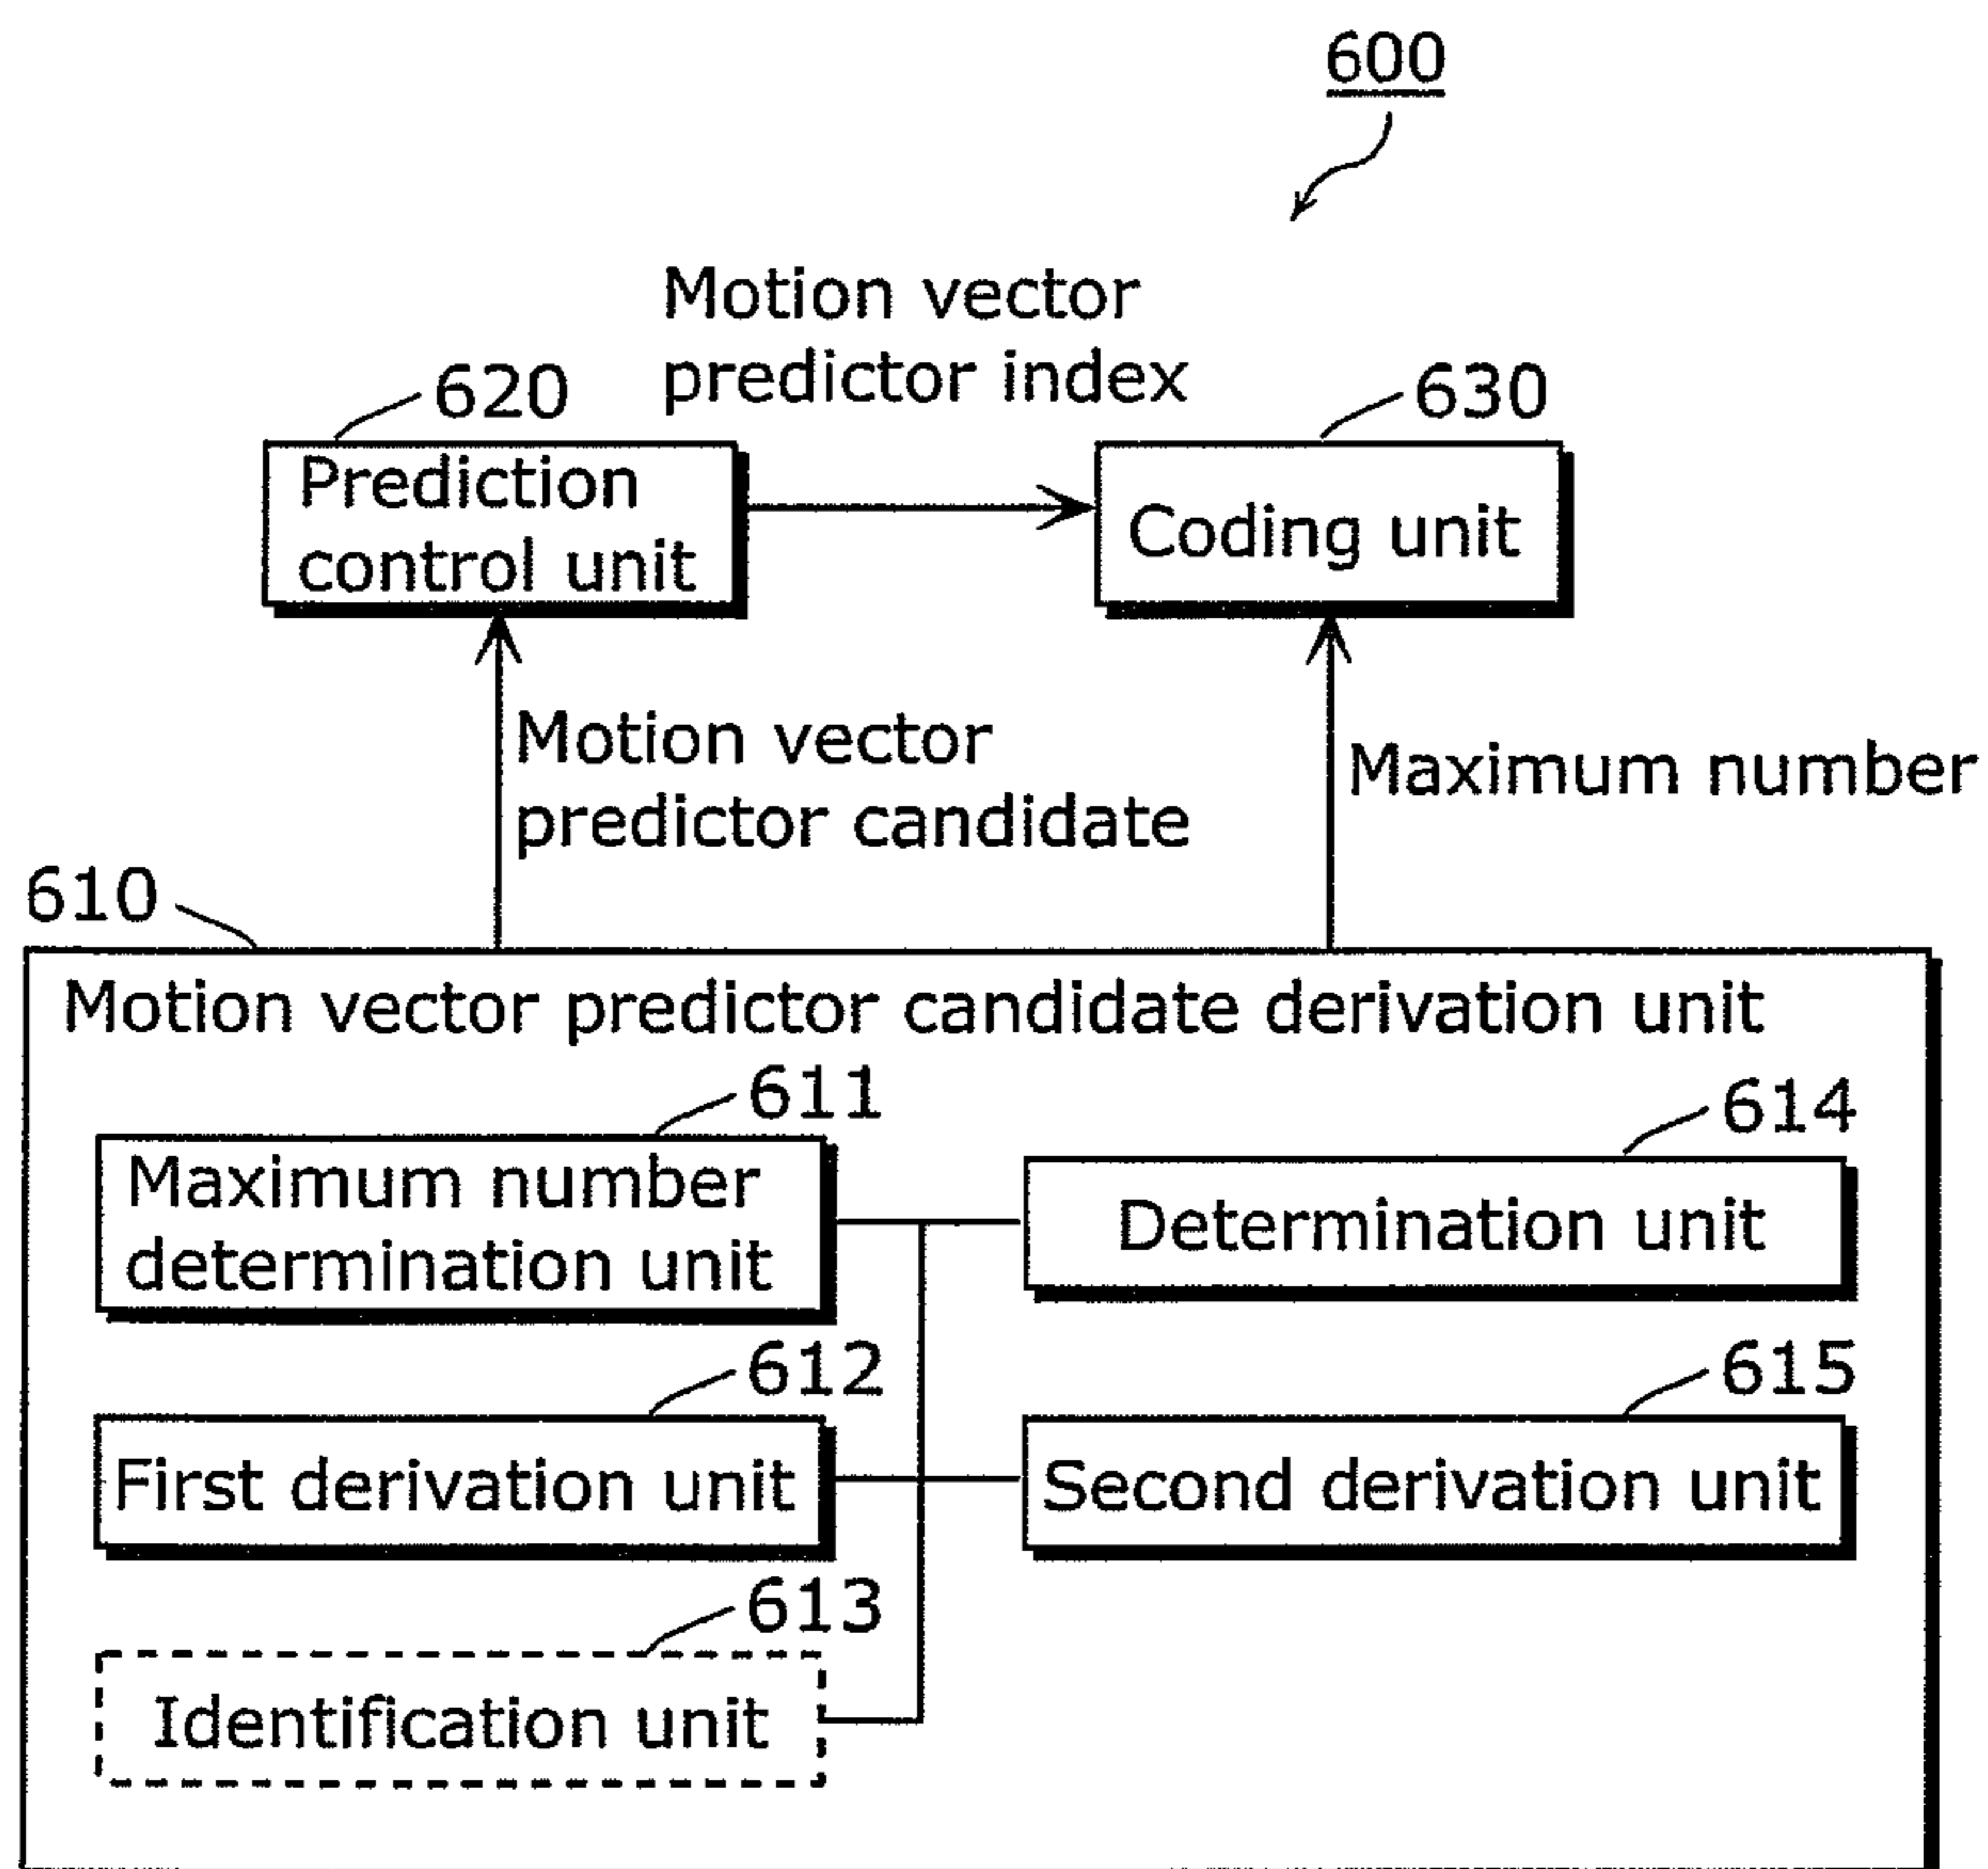 600
Motion vector
predictor index
620
630
Prediction
control unit
Coding unit
Motion vector
predictor candidate
Maximum number
610
Motion vector predictor candidate derivation unit
611
614
Maximum number
determination unit
Determination unit
612
615
First derivation unit
Second derivation unit
613
Identification unit